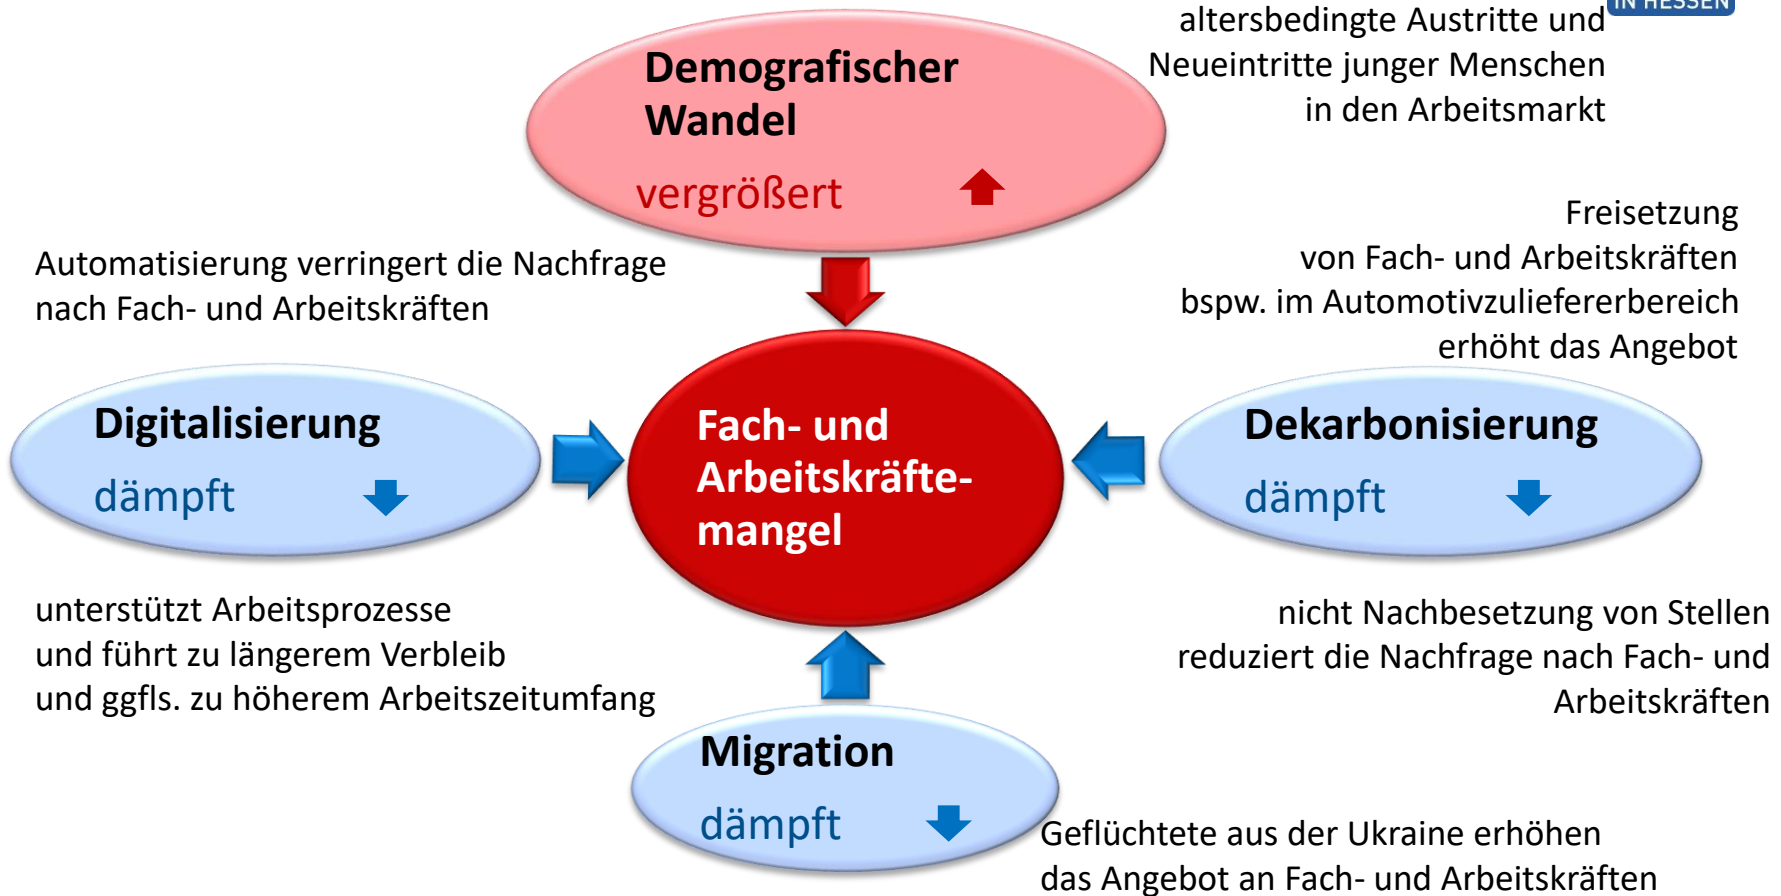 IN HESSEN
altersbedingte Austritte und
Neueintritte junger Menschen
in den Arbeitsmarkt
Demografischer
Wandel
vergrößert
Freisetzung
von Fach- und Arbeitskräften
bspw. im Automotivzuliefererbereich
erhöht das Angebot
Automatisierung verringert die Nachfrage
nach Fach- und Arbeitskräften
Digitalisierung
dämpft
Fach- und
Arbeitskräfte-
mangel
Dekarbonisierung
dämpft
unterstützt Arbeitsprozesse
und führt zu längerem Verbleib
und ggfls. zu höherem Arbeitszeitumfang
nicht Nachbesetzung von Stellen
reduziert die Nachfrage nach Fach- und
Arbeitskräften
Migration
dämpft
Geflüchtete aus der Ukraine erhöhen
das Angebot an Fach- und Arbeitskräften